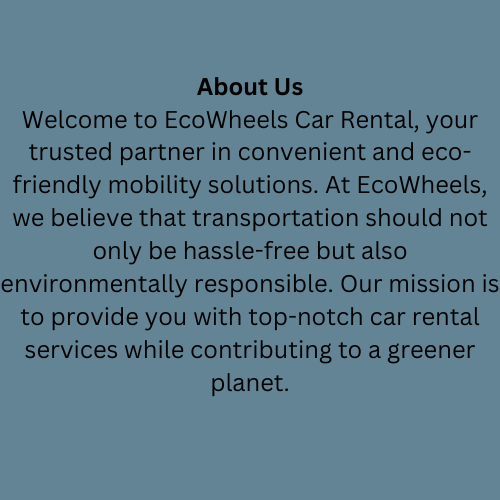 About Us
Welcome to EcoWheels Car Rental, your
trusted partner in convenient and eco-
friendly mobility solutions. At EcoWheels,
we believe that transportation should not
only be hassle-free but also
environmentally responsible. Our mission is
to provide you with top-notch car rental
services while contributing to a greener
planet.